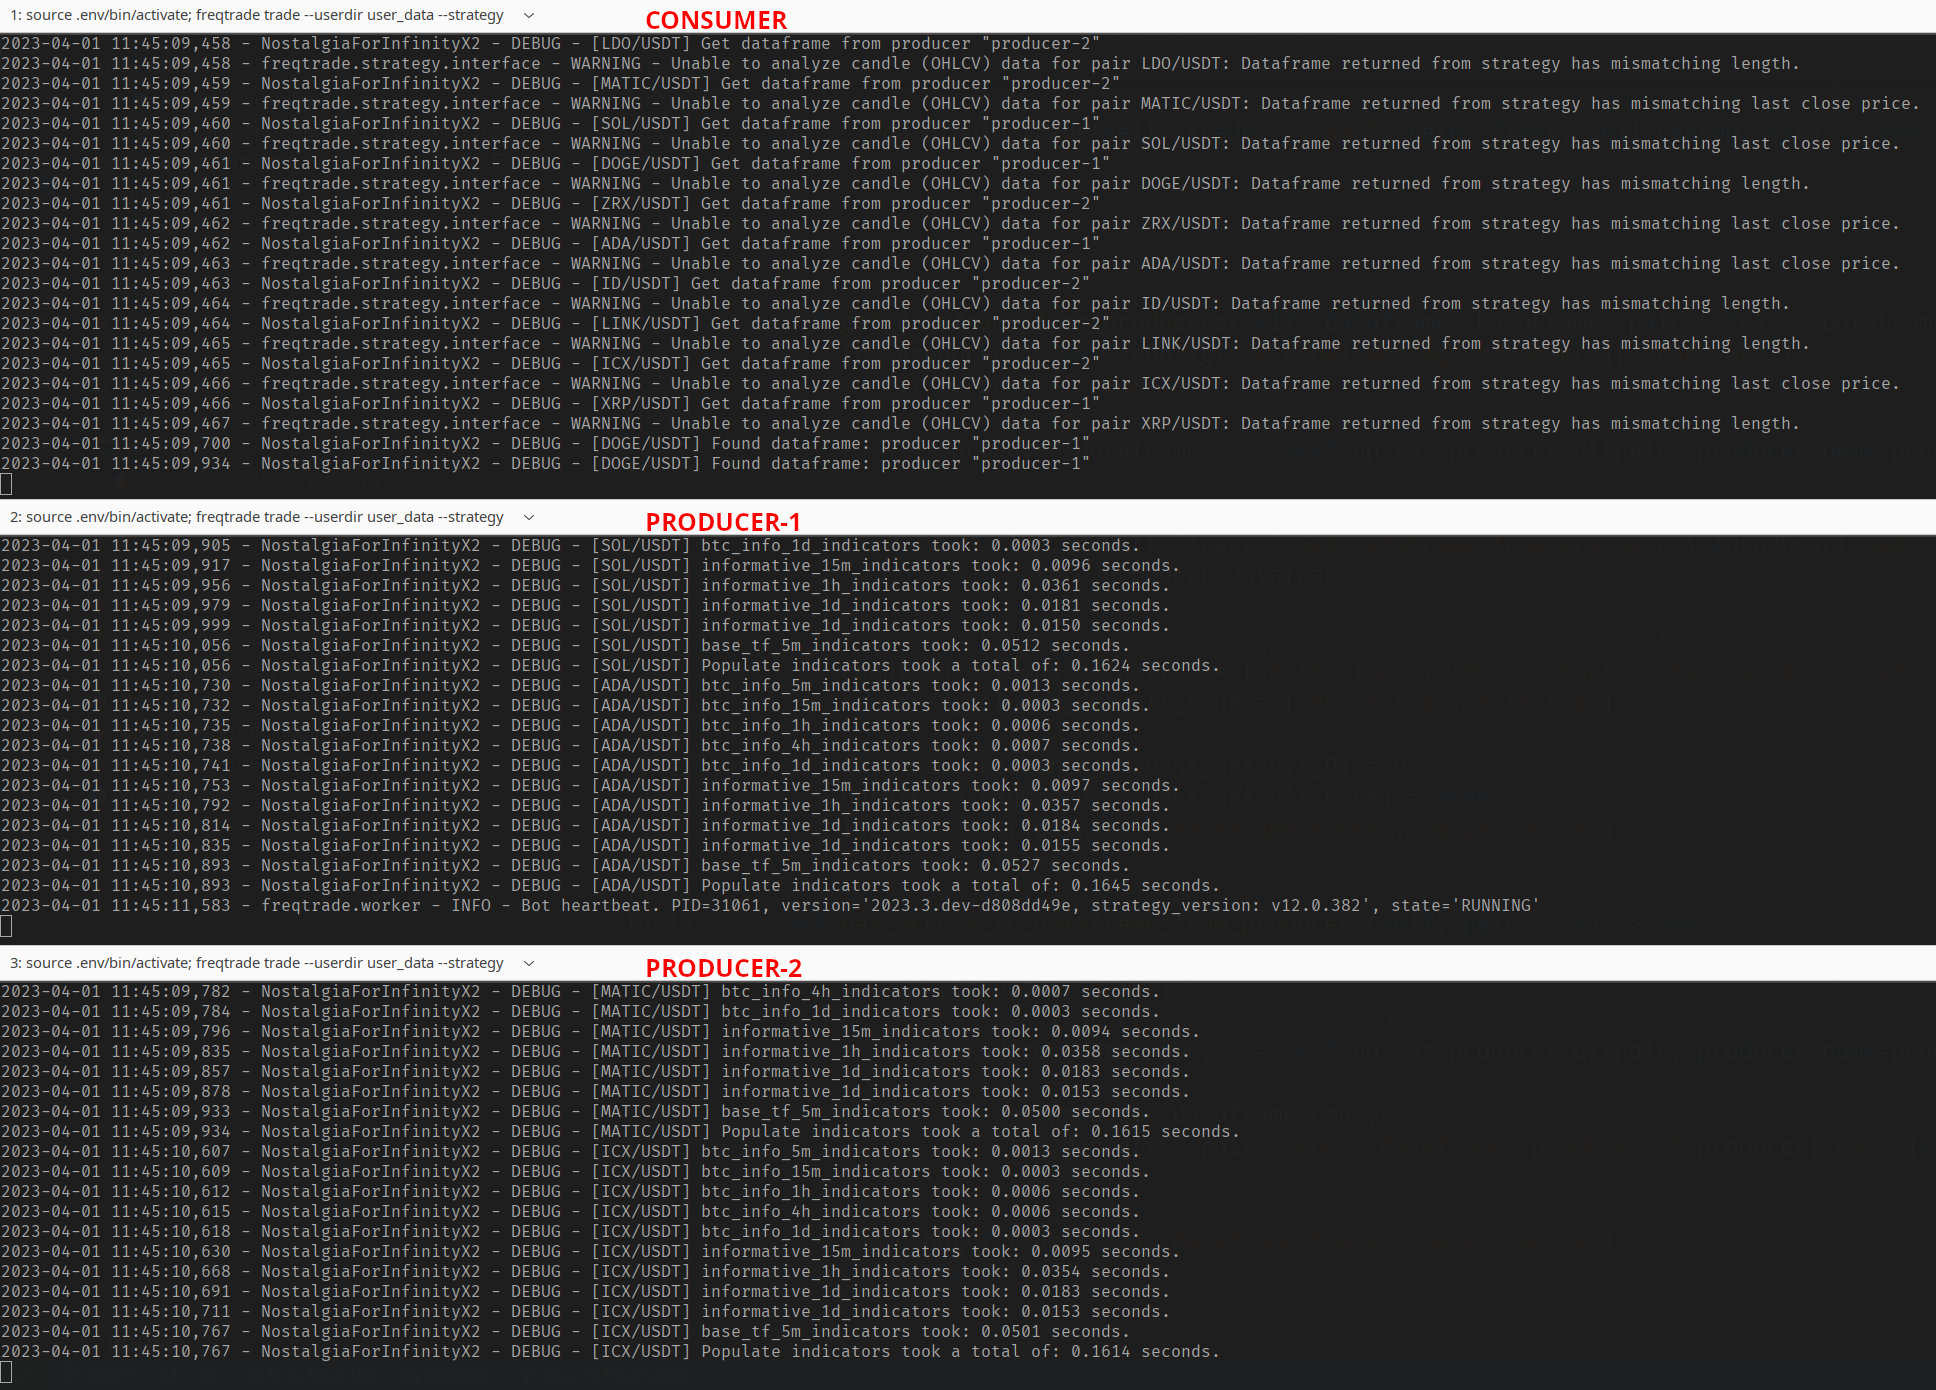 1: source .env/bin/activate; freqtrade trade --userdir user_data --strategy
CONSUMER
2023-04-01 11:45:09,458 - NostalgiaForInfinityX2 - DEBUG - [LDO/USDT] Get dataframe from producer "producer-2"
2023-04-01 11:45:09,458 - freqtrade.strategy.interface - WARNING - Unable to analyze candle (OHLCV) data for pair LDO/USDT: Dataframe returned from strategy has mismatching length.
2023-04-01 11:45:09,459 - NostalgiaForInfinityX2 - DEBUG - [MATIC/USDT] Get dataframe from producer "producer-2"
2023-04-01 11:45:09,459 - freqtrade.strategy.interface - WARNING - Unable to analyze candle (OHLCV) data for pair MATIC/USDT: Dataframe returned from strategy has mismatching last close price.
2023-04-01 11:45:09,460 - NostalgiaForInfinityX2 - DEBUG - [SOL/USDT] Get dataframe from producer "producer-1"
2023-04-01 11:45:09,460 - freqtrade.strategy.interface - WARNING - Unable to analyze candle (OHLCV) data for pair SOL/USDT: Dataframe returned from strategy has mismatching last close price.
2023-04-01 11:45:09,461 - NostalgiaForInfinityX2 - DEBUG - [DOGE/USDT] Get dataframe from producer "producer-1"
2023-04-01 11:45:09,461 - freqtrade.strategy.interface - WARNING - Unable to analyze candle (OHLCV) data for pair DOGE/USDT: Dataframe returned from strategy has mismatching length.
2023-04-01 11:45:09,461 - NostalgiaForInfinityX2 - DEBUG - [ZRX/USDT] Get dataframe from producer "producer-2"
2023-04-01 11:45:09,462 - freqtrade.strategy.interface - WARNING - Unable to analyze candle (OHLCV) data for pair ZRX/USDT: Dataframe returned from strategy has mismatching last close price.
2023-04-01 11:45:09,462 - NostalgiaForInfinityX2 - DEBUG - [ADA/USDT] Get dataframe from producer "producer-1"
2023-04-01 11:45:09,463 - freqtrade.strategy.interface - WARNING - Unable to analyze candle (OHLCV) data for pair ADA/USDT: Dataframe returned from strategy has mismatching last close price.
2023-04-01 11:45:09,463 - NostalgiaForInfinityX2 - DEBUG - [ID/USDT] Get dataframe from producer "producer-2"
2023-04-01 11:45:09,464 - freqtrade.strategy.interface - WARNING - Unable to analyze candle (OHLCV) data for pair ID/USDT: Dataframe returned from strategy has mismatching length.
2023-04-01 11:45:09,464 - NostalgiaForInfinityX2 - DEBUG - [LINK/USDT] Get dataframe from producer "producer-2"
2023-04-01 11:45:09,465 - freqtrade.strategy.interface - WARNING - Unable to analyze candle (OHLCV) data for pair LINK/USDT: Dataframe returned from strategy has mismatching length.
2023-04-01 11:45:09,465 - NostalgiaForInfinityX2 - DEBUG - [ICX/USDT] Get dataframe from producer "producer-2"
2023-04-01 11:45:09,466 - freqtrade.strategy.interface - WARNING - Unable to analyze candle (OHLCV) data for pair ICX/USDT: Dataframe returned from strategy has mismatching last close price.
2023-04-01 11:45:09,466 - NostalgiaForInfinityX2 - DEBUG - [XRP/USDT] Get dataframe from producer "producer-1"
2023-04-01 11:45:09,467 - freqtrade.strategy.interface - WARNING - Unable to analyze candle (OHLCV) data for pair XRP/USDT: Dataframe returned from strategy has mismatching length.
2023-04-01 11:45:09,700 - NostalgiaForInfinityX2 - DEBUG - [DOGE/USDT] Found dataframe: producer "producer-1"
2023-04-01 11:45:09,934 - NostalgiaForInfinityX2 - DEBUG - [DOGE/USDT] Found dataframe: producer "producer-1"
2: source .env/bin/activate; freqtrade trade --userdir user_data --strategy
PRODUCER-1
2023-04-01 11:45:09,905 - NostalgiaForInfinityX2 - DEBUG - [SOL/USDT] btc_info_1d_indicators took: 0.0003 seconds.
2023-04-01 11:45:09,917 - NostalgiaForInfinityX2 - DEBUG - [SOL/USDT] informative_15m_indicators took: 0.0096 seconds.
2023-04-01 11:45:09,956 - NostalgiaForInfinityX2 - DEBUG - [SOL/USDT] informative_1h_indicators took: 0.0361 seconds.
2023-04-01 11:45:09,979 - NostalgiaForInfinityX2 - DEBUG - [SOL/USDT] informative_1d_indicators took: 0.0181 seconds.
2023-04-01 11:45:09,999 - NostalgiaForInfinityX2 - DEBUG - [SOL/USDT] informative_1d_indicators took: 0.0150 seconds.
2023-04-01 11:45:10,056 - NostalgiaForInfinityX2 - DEBUG - [SOL/USDT] base_tf_5m_indicators took: 0.0512 seconds.
2023-04-01 11:45:10,056 - NostalgiaForInfinityX2 - DEBUG - [SOL/USDT] Populate indicators took a total of: 0.1624 seconds.
2023-04-01 11:45:10,730 - NostalgiaForInfinityX2 - DEBUG - [ADA/USDT] btc_info_5m_indicators took: 0.0013 seconds.
2023-04-01 11:45:10,732 - NostalgiaForInfinityX2 - DEBUG - [ADA/USDT] btc_info_15m_indicators took: 0.0003 seconds.
2023-04-01 11:45:10,735 - NostalgiaForInfinityX2 - DEBUG - [ADA/USDT] btc_info_1h_indicators took: 0.0006 seconds.
2023-04-01 11:45:10,738 - NostalgiaForInfinityX2 - DEBUG - [ADA/USDT] btc_info_4h_indicators took: 0.0007 seconds.
2023-04-01 11:45:10,741 - NostalgiaForInfinityX2 - DEBUG - [ADA/USDT] btc_info_1d_indicators took: 0.0003 seconds.
2023-04-01 11:45:10,753 - NostalgiaForInfinityX2 - DEBUG - [ADA/USDT] informative_15m_indicators took: 0.0097 seconds.
2023-04-01 11:45:10,792 - NostalgiaForInfinityX2 - DEBUG - [ADA/USDT] informative_1h_indicators took: 0.0357 seconds.
2023-04-01 11:45:10,814 - NostalgiaForInfinityX2 - DEBUG - [ADA/USDT] informative_1d_indicators took: 0.0184 seconds.
2023-04-01 11:45:10,835 - NostalgiaForInfinityX2 - DEBUG - [ADA/USDT] informative_1d_indicators took: 0.0155 seconds.
2023-04-01 11:45:10,893 - NostalgiaForInfinityX2 - DEBUG - [ADA/USDT] base_tf_5m_indicators took: 0.0527 seconds.
2023-04-01 11:45:10,893 - NostalgiaForInfinityX2 - DEBUG - [ADA/USDT] Populate indicators took a total of: 0.1645 seconds.
2023-04-01 11:45:11,583 - freqtrade.worker - INFO - Bot heartbeat. PID=31061, version='2023.3.dev-d808dd49e, strategy_version: v12.0.382', state='RUNNING'
3: source .env/bin/activate; freqtrade trade --userdir user_data --strategy
PRODUCER-2
2023-04-01 11:45:09,782 - NostalgiaForInfinityX2 - DEBUG - [MATIC/USDT] btc_info_4h_indicators took: 0.0007 seconds.
2023-04-01 11:45:09,784 - NostalgiaForInfinityX2 - DEBUG - [MATIC/USDT] btc_info_1d_indicators took: 0.0003 seconds.
2023-04-01 11:45:09,796 - NostalgiaForInfinityX2 - DEBUG - [MATIC/USDT] informative_15m_indicators took: 0.0094 seconds.
2023-04-01 11:45:09,835 - NostalgiaForInfinityX2 - DEBUG - [MATIC/USDT] informative_1h_indicators took: 0.0358 seconds.
2023-04-01 11:45:09,857 - NostalgiaForInfinityX2 - DEBUG - [MATIC/USDT] informative_1d_indicators took: 0.0183 seconds.
2023-04-01 11:45:09,878 - NostalgiaForInfinityX2 - DEBUG - [MATIC/USDT] informative_1d_indicators took: 0.0153 seconds.
2023-04-01 11:45:09,933 - NostalgiaForInfinityX2 - DEBUG - [MATIC/USDT] base_tf_5m_indicators took: 0.0500 seconds.
2023-04-01 11:45:09,934 - NostalgiaForInfinityX2 - DEBUG - [MATIC/USDT] Populate indicators took a total of: 0.1615 seconds.
2023-04-01 11:45:10,607 - NostalgiaForInfinityX2 - DEBUG - [ICX/USDT] btc_info_5m_indicators took: 0.0013 seconds.
2023-04-01 11:45:10,609 - NostalgiaForInfinityX2 - DEBUG - [ICX/USDT] btc_info_15m_indicators took: 0.0003 seconds.
2023-04-01 11:45:10,612 - NostalgiaForInfinityX2 - DEBUG - [ICX/USDT] btc_info_1h_indicators took: 0.0006 seconds.
2023-04-01 11:45:10,615 - NostalgiaForInfinityX2 - DEBUG - [ICX/USDT] btc_info_4h_indicators took: 0.0006 seconds.
2023-04-01 11:45:10,618 - NostalgiaForInfinityX2 - DEBUG - [ICX/USDT] btc_info_1d_indicators took: 0.0003 seconds.
2023-04-01 11:45:10,630 - NostalgiaForInfinityX2 - DEBUG - [ICX/USDT] informative_15m_indicators took: 0.0095 seconds.
2023-04-01 11:45:10,668 - NostalgiaForInfinityX2 - DEBUG - [ICX/USDT] informative_1h_indicators took: 0.0354 seconds.
2023-04-01 11:45:10,691 - NostalgiaForInfinityX2 - DEBUG - [ICX/USDT] informative_1d_indicators took: 0.0183 seconds.
2023-04-01 11:45:10,711 - NostalgiaForInfinityX2 - DEBUG - [ICX/USDT] informative_1d_indicators took: 0.0153 seconds.
2023-04-01 11:45:10,767 - NostalgiaForInfinityX2 - DEBUG - [ICX/USDT] base_tf_5m_indicators took: 0.0501 seconds.
2023-04-01 11:45:10,767 - NostalgiaForInfinityX2 - DEBUG - [ICX/USDT] Populate indicators took a total of: 0.1614 seconds.